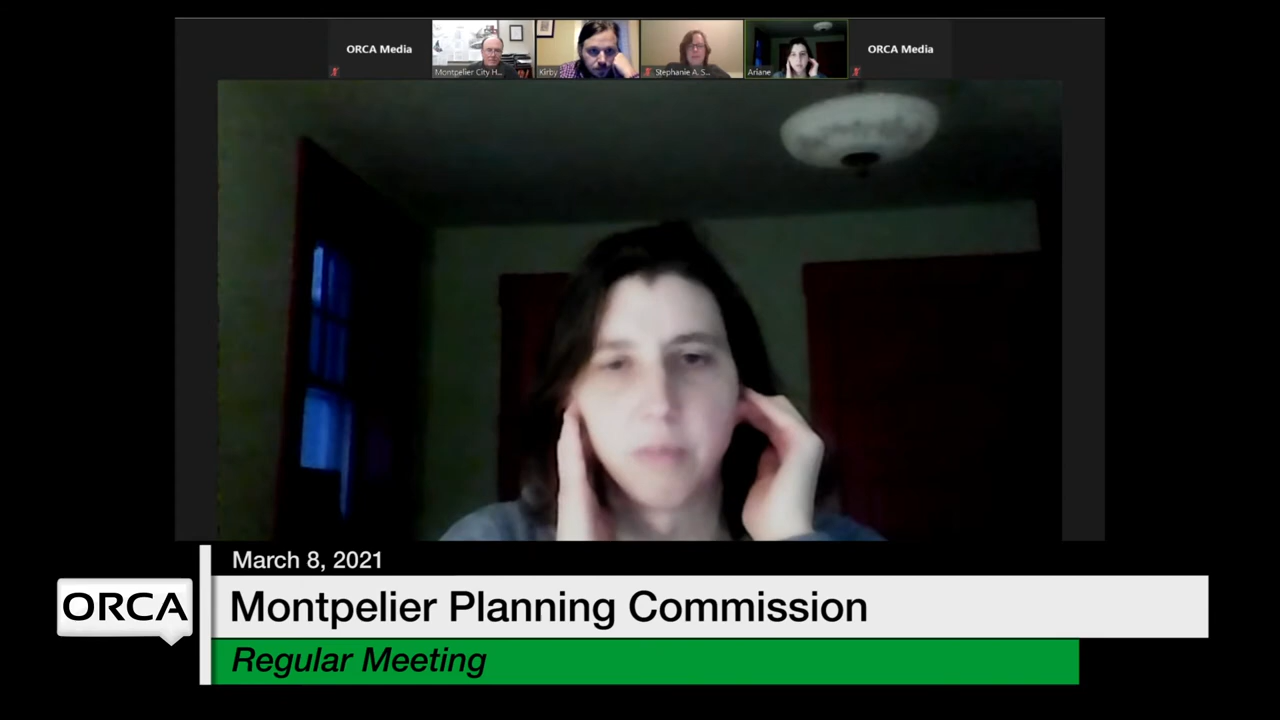 ORCA Media
Montpelier City H...
Kirby
Stephanie A. S...
Ariane
ORCA Media
March 8, 2021
ORCA
Montpelier Planning Commission
Regular Meeting